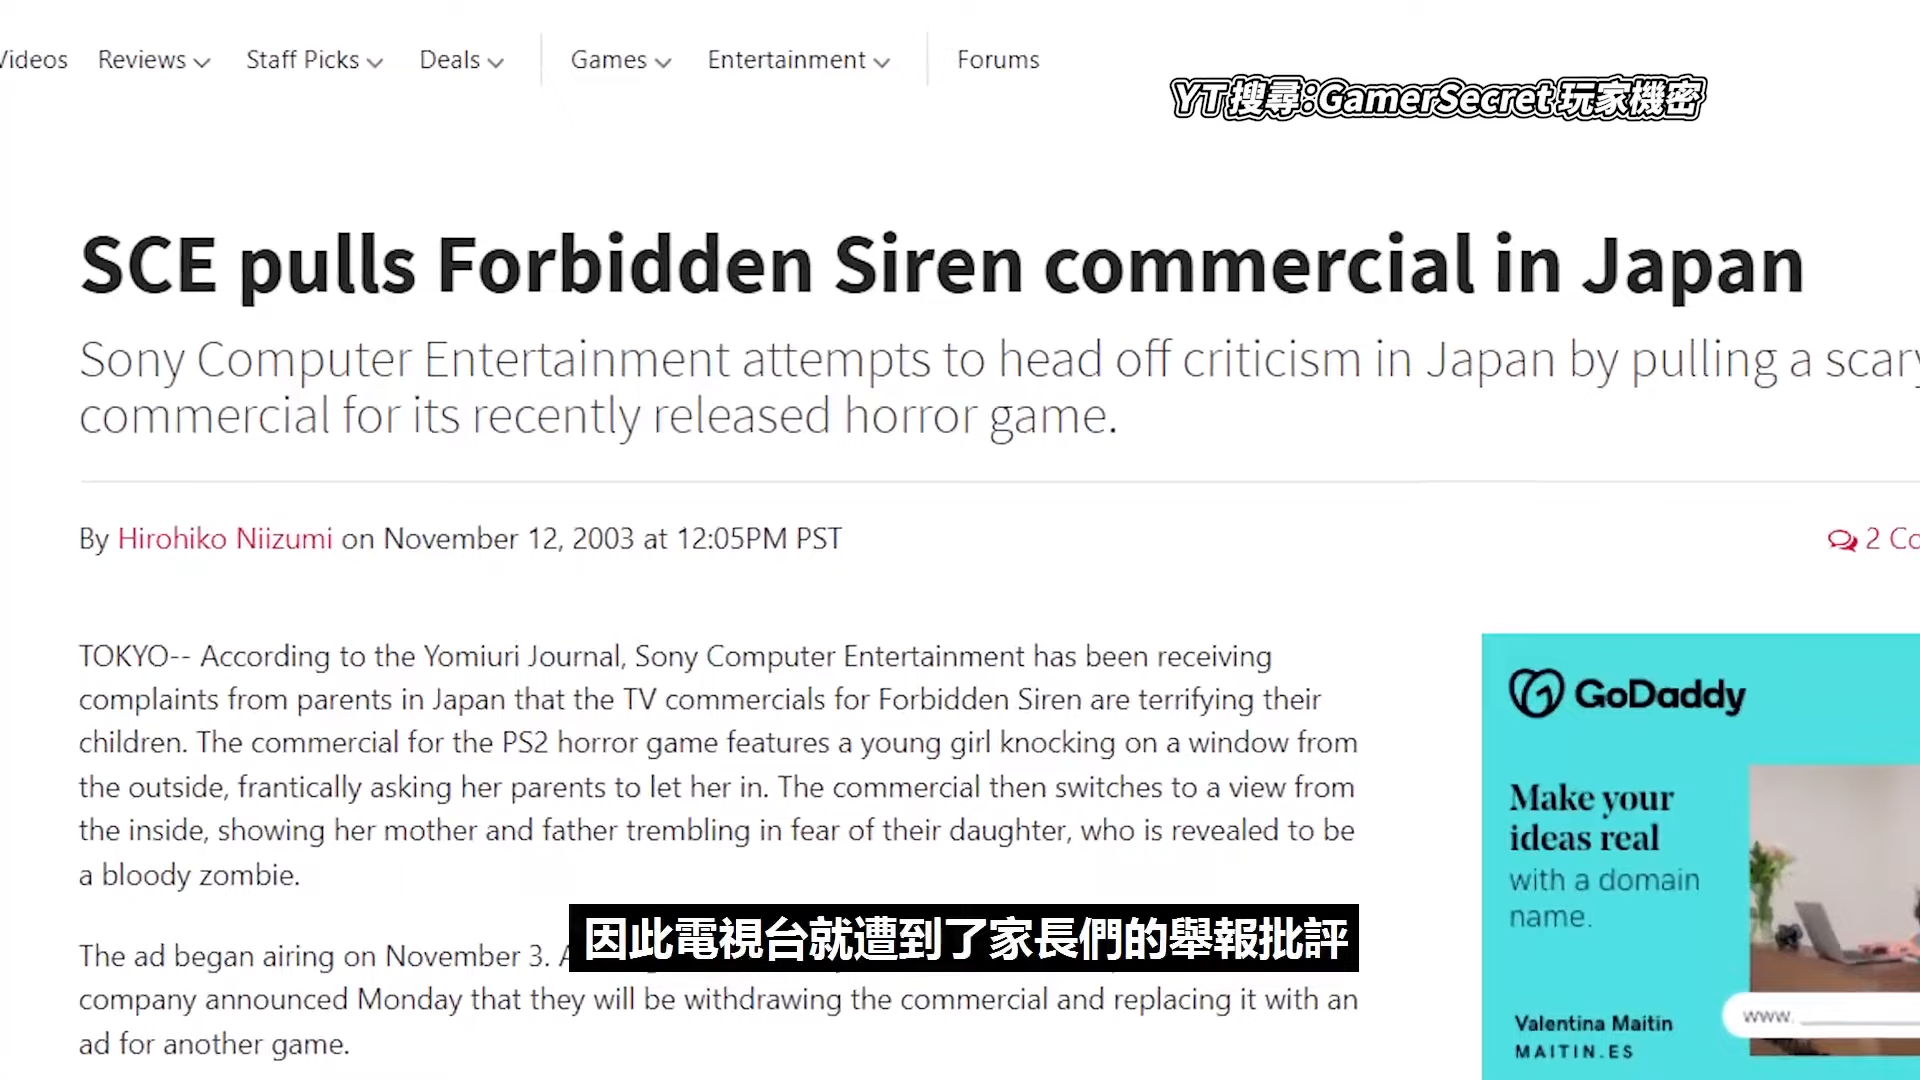 Videos Reviews Staff Picks Deals Games Entertainment Forums
YT搜尋:GamerSecret玩家機密
SCE pulls Forbidden Siren commercial in Japan
Sony Computer Entertainment attempts to head off criticism in Japan by pulling a scary
commercial for its recently released horror game.
By Hirohiko Niizumi on November 12, 2003 at 12:05PM PST
2 Co
TOKYO-- According to the Yomiuri Journal, Sony Computer Entertainment has been receiving
complaints from parents in Japan that the TV commercials for Forbidden Siren are terrifying their
children. The commercial for the PS2 horror game features a young girl knocking on a window from
the outside, frantically asking her parents to let her in. The commercial then switches to a view from
the inside, showing her mother and father trembling in fear of their daughter, who is revealed to be
a bloody zombie.
The ad began airing on November 3.
company announced Monday that they will be withdrawing the commercial and replacing it with an
ad for another game.
因此電視台就遭到了家長們的舉報批評
GoDaddy
Make your
ideas real
with a domain
name.
Valentina Maitin
MAITIN.ES
www.